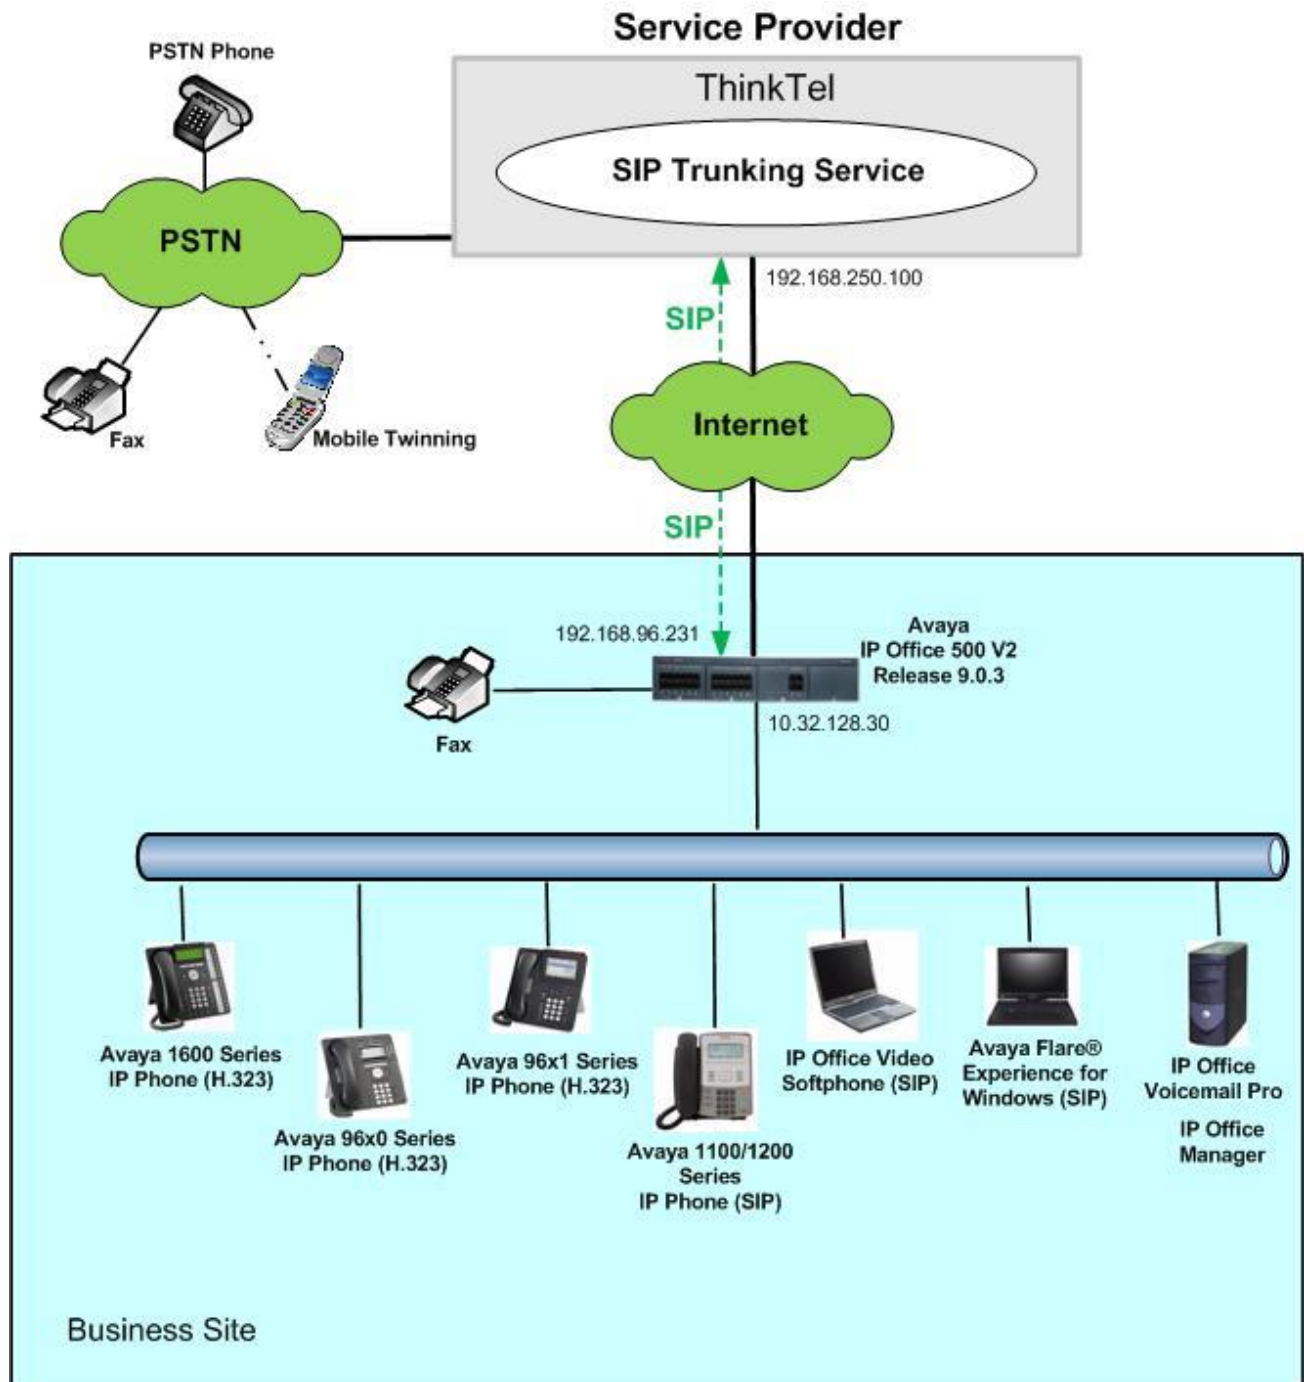 Service Provider
PSTN Phone
ThinkTel
SIP Trunking Service
PSTN
192.168.250.100
SIP
Internet
Fax
Mobile Twinning
SIP
192.168.96.231
Avaya
IP Office 500 V2
Release 9.0.3
10.32.128.30
Fax
Avaya 1600 Series
IP Phone (H.323)
Avaya 96x0 Series
IP Phone (H.323)
Avaya 96x1 Series
IP Phone (H.323)
Avaya 1100/1200
Series
IP Phone (SIP)
IP Office Video
Softphone (SIP)
Avaya Flare®
Experience for
Windows (SIP)
IP Office
Voicemail Pro
IP Office
Manager
Business Site